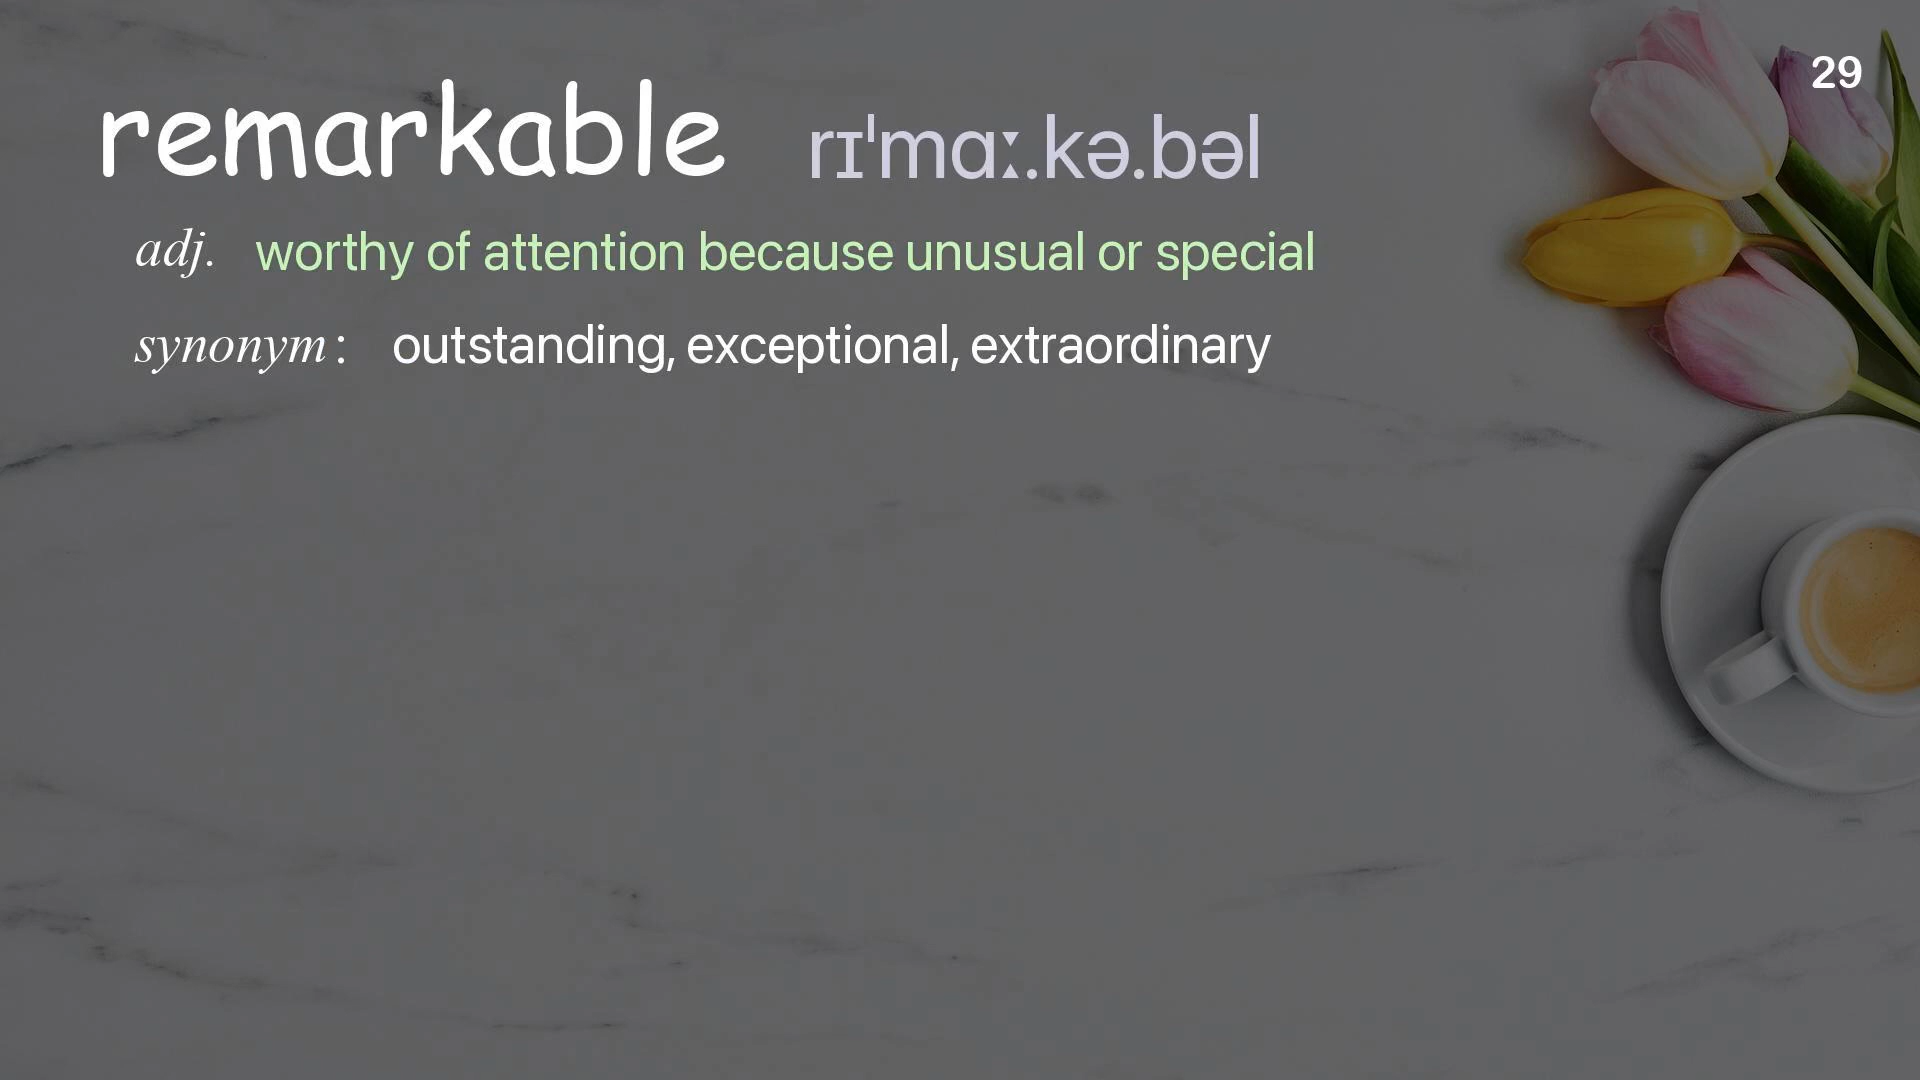 29
remarkable rɪˈmɑː.kə.bəl
adj. worthy of attention because unusual or special
synonym: outstanding, exceptional, extraordinary